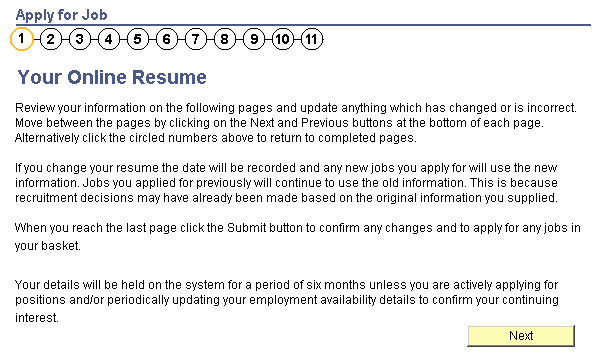 Apply for Job
1 2 3 4 5 6 7 8 9 10 11
Your Online Resume
Review your information on the following pages and update anything which has changed or is incorrect.
Move between the pages by clicking on the Next and Previous buttons at the bottom of each page.
Alternatively click the circled numbers above to return to completed pages.
If you change your resume the date will be recorded and any new jobs you apply for will use the new
information. Jobs you applied for previously will continue to use the old information. This is because
recruitment decisions may have already been made based on the original information you supplied.
When you reach the last page click the Submit button to confirm any changes and to apply for any jobs in
your basket.
Your details will be held on the system for a period of six months unless you are actively applying for
positions and/or periodically updating your employment availability details to confirm your continuing
interest.
Next